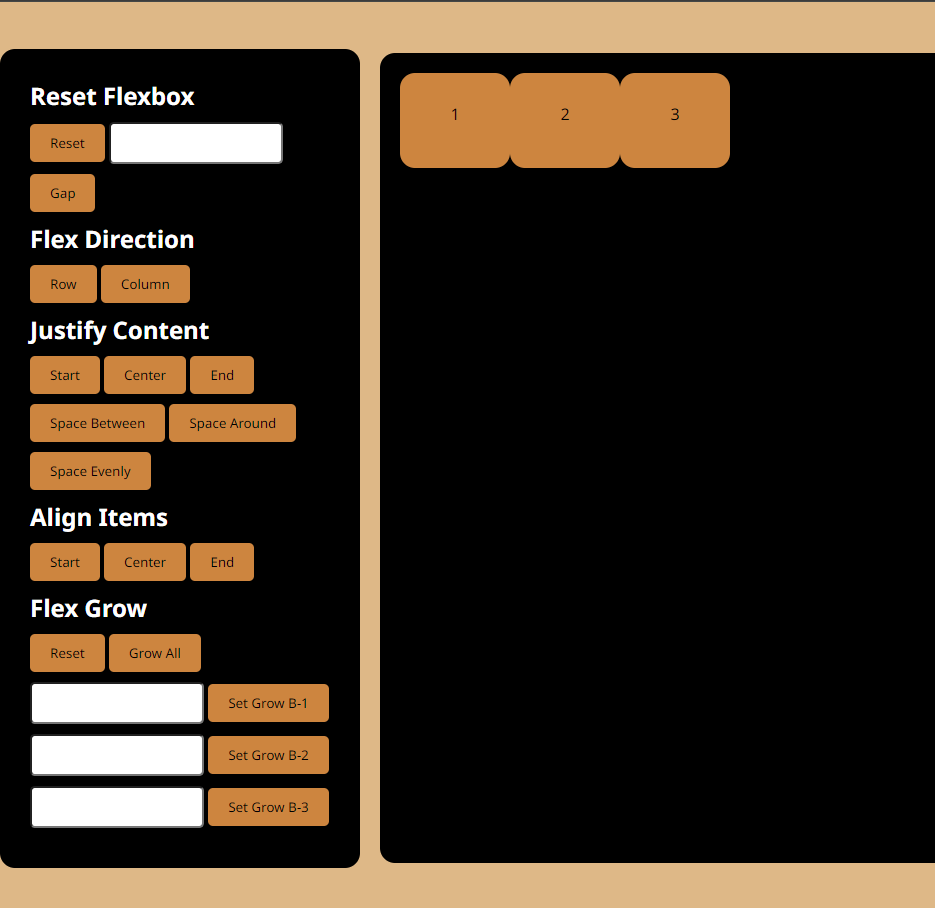 Reset Flexbox
Reset
Gap
Flex Direction
Row Column
Justify Content
Start Center End
Space Between Space Around
Space Evenly
Align Items
Start Center End
Flex Grow
Reset Grow All
Set Grow B-1
Set Grow B-2
Set Grow B-3
1 2 3